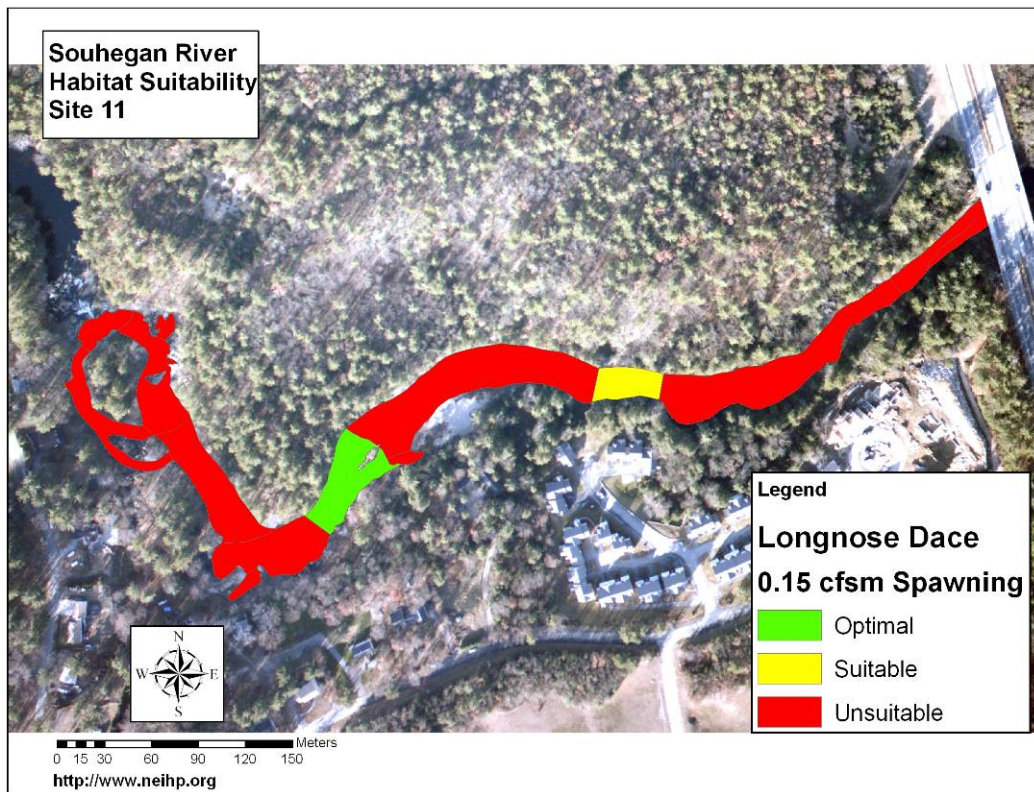 Souhegan River
Habitat Suitability
Site 11
Legend
Longnose Dace
0.15 cfsm Spawning
Optimal
Suitable
Unsuitable
N
W E
S
Meters
0 15 30 60 90 120 150
http://www.neihp.org